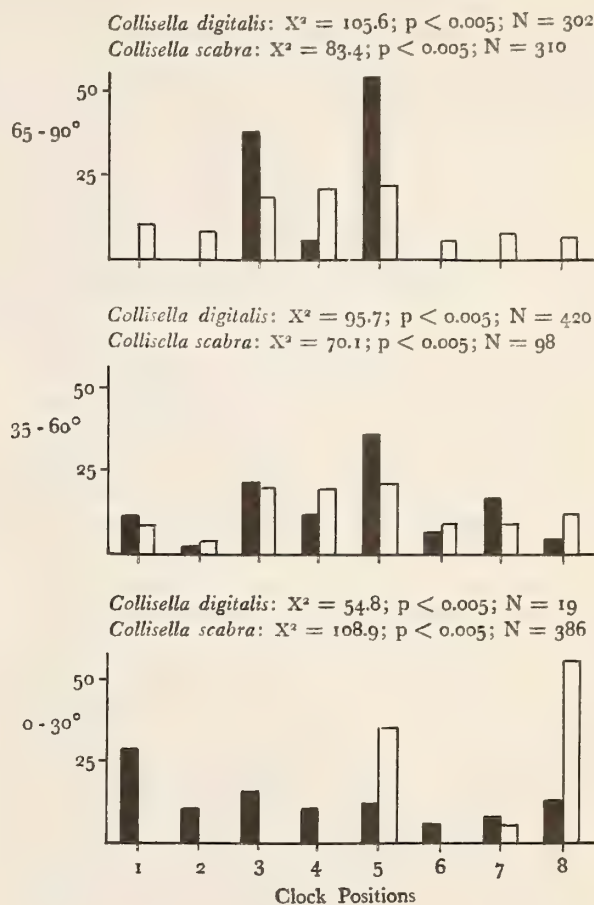 Collisella digitalis: X² = 105.6; p < 0.005; N = 302
Collisella scabra: X² = 83.4; p < 0.005; N = 310
50
65 - 90°
25
Collisella digitalis: X² = 95.7; p < 0.005; N = 420
Collisella scabra: X² = 70.1; p < 0.005; N = 98
50
35 - 60°
25
Collisella digitalis: X² = 54.8; p < 0.005; N = 19
Collisella scabra: X² = 108.9; p < 0.005; N = 386
50
0 - 30°
25
1 2 3 4 5 6 7 8
Clock Positions